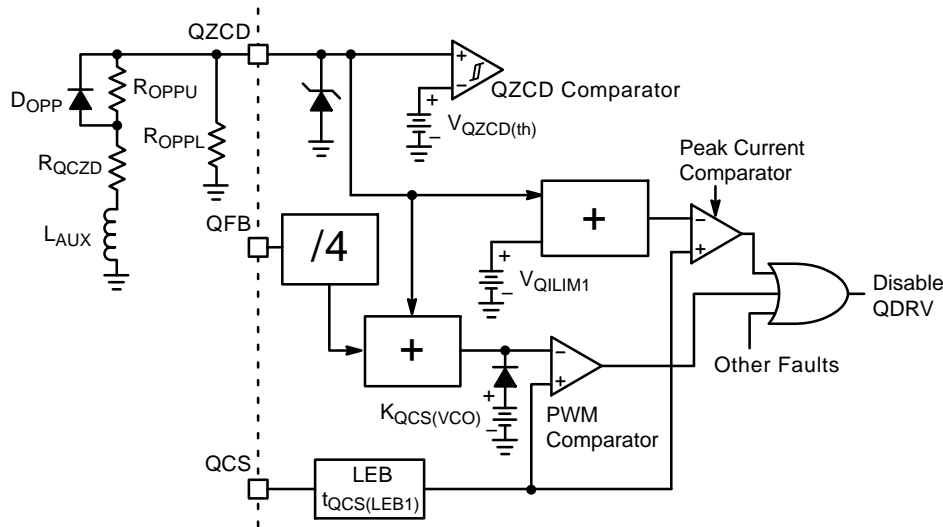 QZCD
DOPP
ROPPU
ROPPL
RQCZD
LAUX
+
−
QZCD Comparator
+
−
VQZCD(th)
Peak Current
Comparator
QFB
/4
+
−
+
+
−
VQILIM1
Disable
QDRV
Other Faults
+
−
+
+
−
KQCS(VCO)
PWM
Comparator
QCS
LEB
tQCS(LEB1)